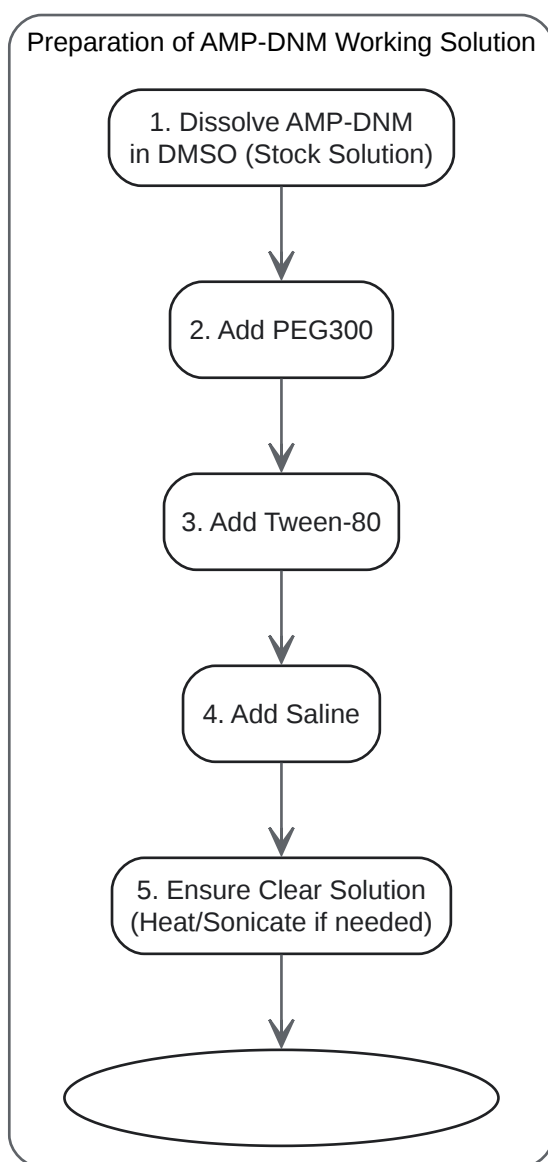 Preparation of AMP-DNM Working Solution
1. Dissolve AMP-DNM
in DMSO (Stock Solution)
2. Add PEG300
3. Add Tween-80
4. Add Saline
5. Ensure Clear Solution
(Heat/Sonicate if needed)